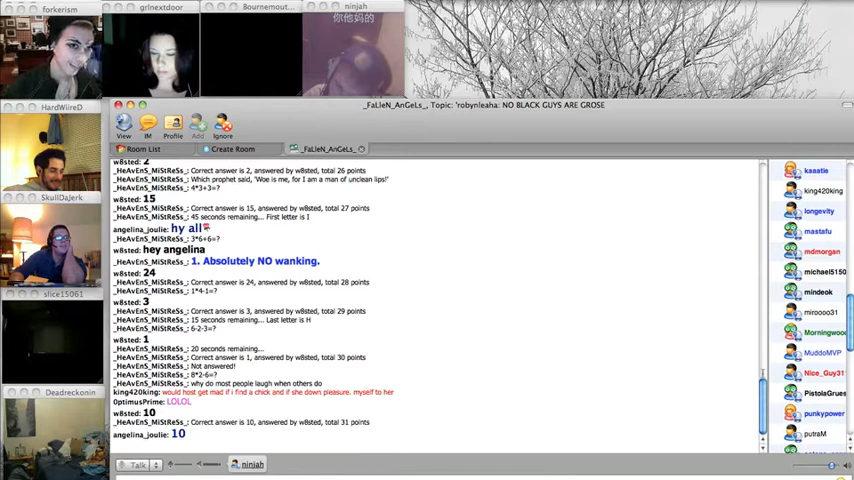 forkerism
grlnextdoor
Bournemout...
ninjah
你他妈的
HardWiireD
_FaLleN_AnGeLs_, Topic: 'robynleaha: NO BLACK GUYS ARE GROSE
View
IM
Profile
Add
Ignore
Room List
Create Room
_FaLleN_AnGeLs_
w8sted: 2
_HeAvEnS_MiStReSs_: Correct answer is 2, answered by w8sted, total 26 points
_HeAvEnS_MiStReSs_: Which prophet said, 'Woe is me, for I am a man of unclean lips!'
_HeAvEnS_MiStReSs_: 4*3+3=?
w8sted: 15
_HeAvEnS_MiStReSs_: Correct answer is 15, answered by w8sted, total 27 points
_HeAvEnS_MiStReSs_: 45 seconds remaining... First letter is I
angelina_joulie: hy all
_HeAvEnS_MiStReSs_: 3*6+6=?
w8sted: hey angelina
_HeAvEnS_MiStReSs_: 1. Absolutely NO wanking.
w8sted: 24
_HeAvEnS_MiStReSs_: Correct answer is 24, answered by w8sted, total 28 points
_HeAvEnS_MiStReSs_: 1*4-1=?
w8sted: 3
_HeAvEnS_MiStReSs_: Correct answer is 3, answered by w8sted, total 29 points
_HeAvEnS_MiStReSs_: 15 seconds remaining... Last letter is H
_HeAvEnS_MiStReSs_: 6-2-3=?
w8sted: 1
_HeAvEnS_MiStReSs_: 20 seconds remaining...
_HeAvEnS_MiStReSs_: Correct answer is 1, answered by w8sted, total 30 points
_HeAvEnS_MiStReSs_: Not answered!
_HeAvEnS_MiStReSs_: 8*2-6=?
_HeAvEnS_MiStReSs_: why do most people laugh when others do
king420king: would host get mad if i find a chick and if she down pleasure. myself to her
0ptimusPrime: LOLOL
w8sted: 10
_HeAvEnS_MiStReSs_: Correct answer is 10, answered by w8sted, total 31 points
angelina_joulie: 10
Talk
ninjah
SkullDaJerk
slice15061
Deadreckonin
kaaatie
king420king
longevity
mastafu
mdmorgan
michael5150
mindeok
miroooo31
Morningwoo
MuddoMVP
Nice_Guy31
PistolaGrues
punkypower
putraM